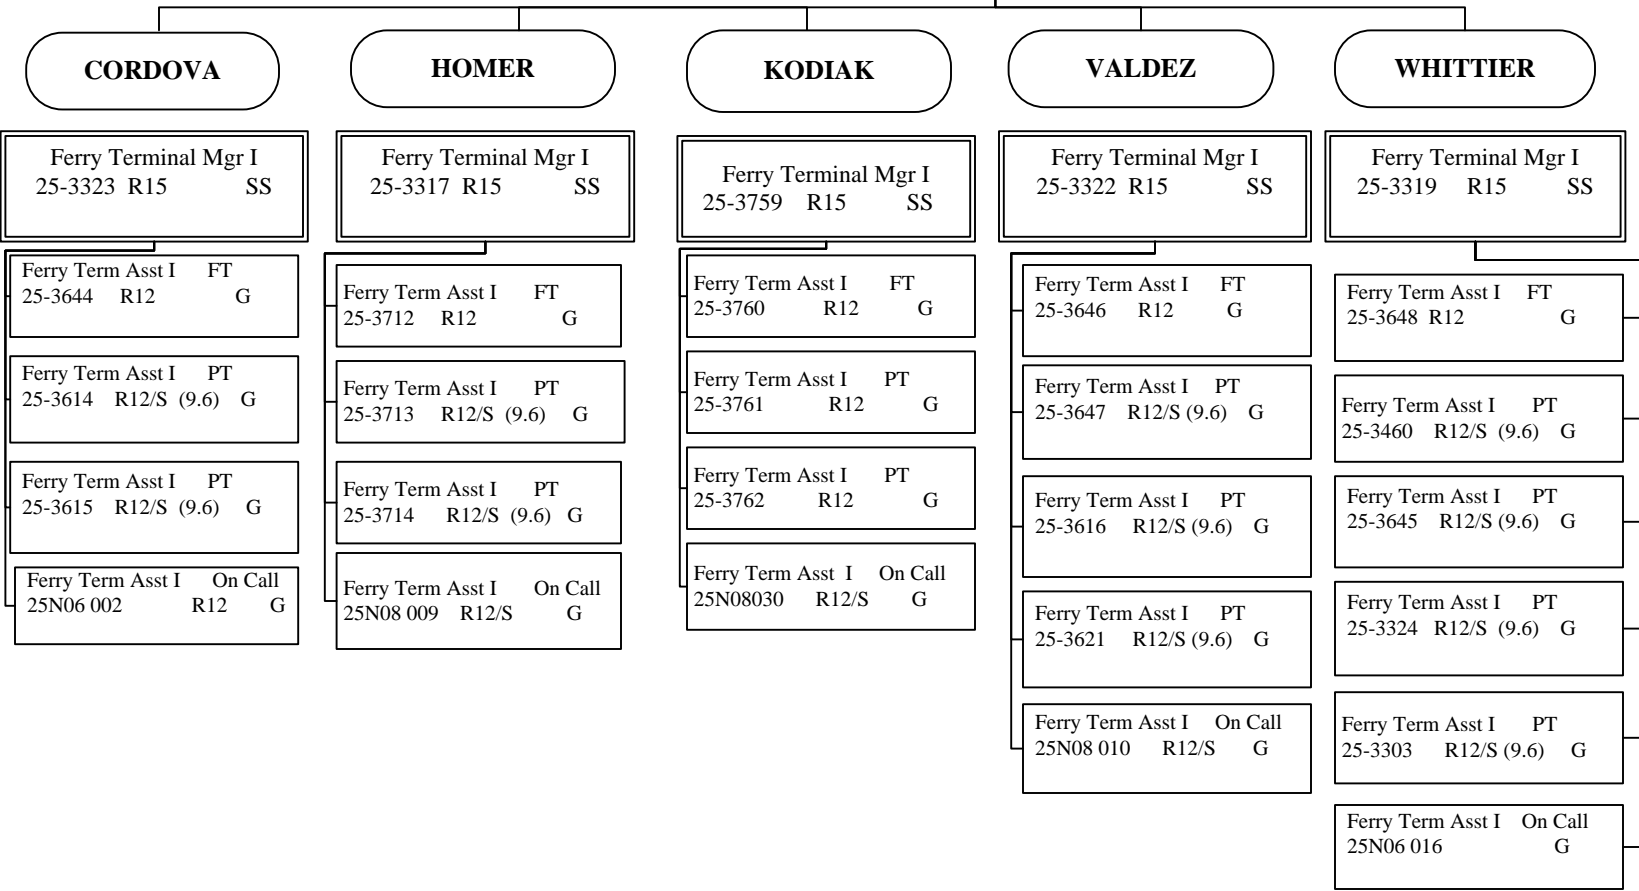 CORDOVA
Ferry Terminal Mgr I
25-3323 R15 SS
Ferry Term Asst I FT
25-3644 R12 G
Ferry Term Asst I PT
25-3614 R12/S (9.6) G
Ferry Term Asst I PT
25-3615 R12/S (9.6) G
Ferry Term Asst I On Call
25N06 002 R12 G
HOMER
Ferry Terminal Mgr I
25-3317 R15 SS
Ferry Term Asst I FT
25-3712 R12 G
Ferry Term Asst I PT
25-3713 R12/S (9.6) G
Ferry Term Asst I PT
25-3714 R12/S (9.6) G
Ferry Term Asst I On Call
25N08 009 R12/S G
KODIAK
Ferry Terminal Mgr I
25-3759 R15 SS
Ferry Term Asst I FT
25-3760 R12 G
Ferry Term Asst I PT
25-3761 R12 G
Ferry Term Asst I PT
25-3762 R12 G
Ferry Term Asst I On Call
25N08030 R12/S G
VALDEZ
Ferry Terminal Mgr I
25-3322 R15 SS
Ferry Term Asst I FT
25-3646 R12 G
Ferry Term Asst I PT
25-3647 R12/S (9.6) G
Ferry Term Asst I PT
25-3616 R12/S (9.6) G
Ferry Term Asst I PT
25-3621 R12/S (9.6) G
Ferry Term Asst I On Call
25N08 010 R12/S G
WHITTIER
Ferry Terminal Mgr I
25-3319 R15 SS
Ferry Term Asst I FT
25-3648 R12 G
Ferry Term Asst I PT
25-3460 R12/S (9.6) G
Ferry Term Asst I PT
25-3645 R12/S (9.6) G
Ferry Term Asst I PT
25-3324 R12/S (9.6) G
Ferry Term Asst I PT
25-3303 R12/S (9.6) G
Ferry Term Asst I On Call
25N06 016 G